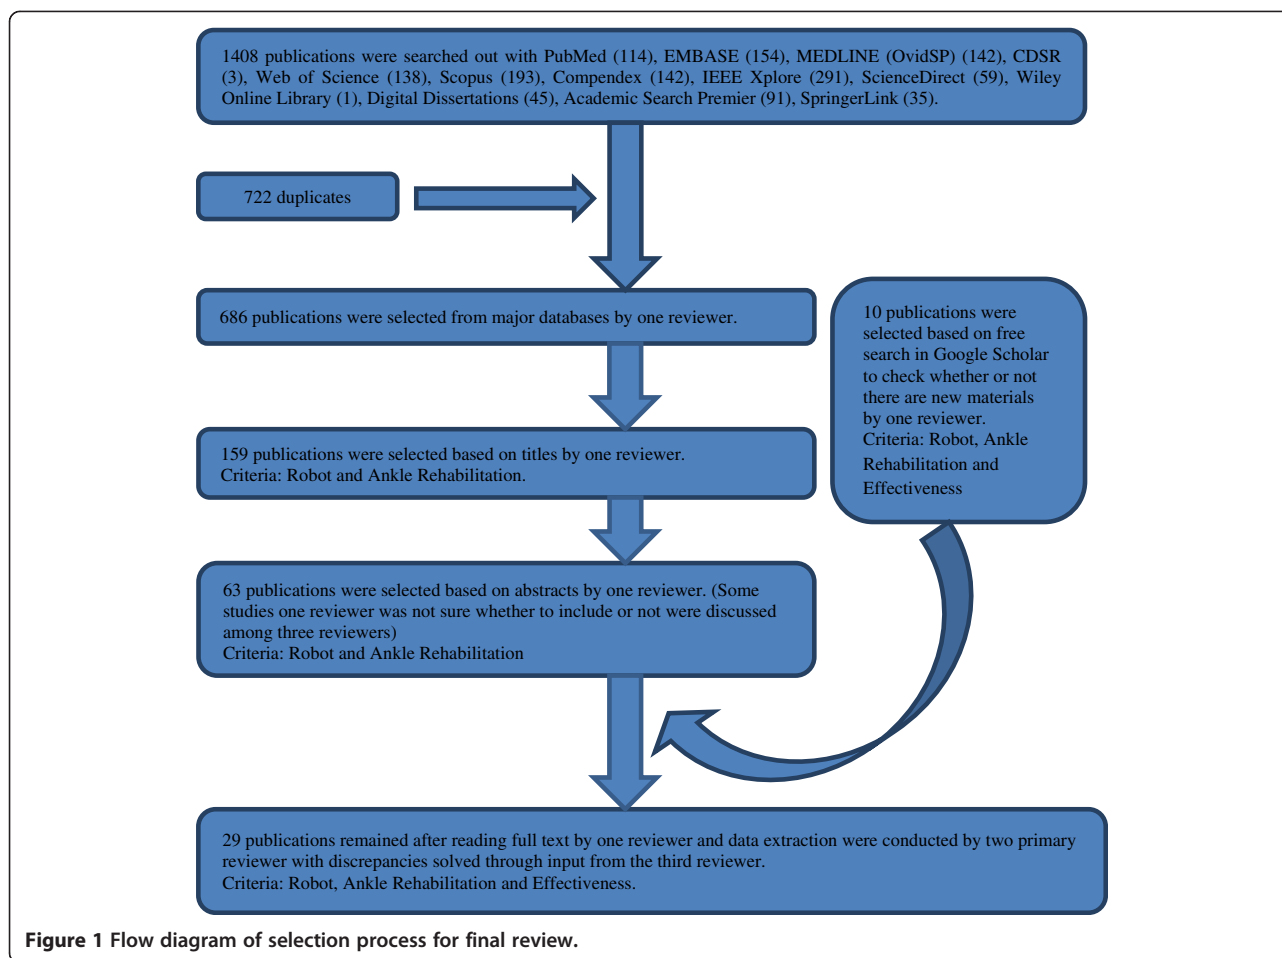 1408 publications were searched out with PubMed (114), EMBASE (154), MEDLINE (OvidSP) (142), CDSR
(3), Web of Science (138), Scopus (193), Compendex (142), IEEE Xplore (291), ScienceDirect (59), Wiley
Online Library (1), Digital Dissertations (45), Academic Search Premier (91), SpringerLink (35).
722 duplicates
686 publications were selected from major databases by one reviewer.
10 publications were
selected based on free
search in Google Scholar
to check whether or not
there are new materials
by one reviewer.
Criteria: Robot, Ankle
Rehabilitation and
Effectiveness
159 publications were selected based on titles by one reviewer.
Criteria: Robot and Ankle Rehabilitation.
63 publications were selected based on abstracts by one reviewer. (Some
studies one reviewer was not sure whether to include or not were discussed
among three reviewers)
Criteria: Robot and Ankle Rehabilitation
29 publications remained after reading full text by one reviewer and data extraction were conducted by two primary
reviewer with discrepancies solved through input from the third reviewer.
Criteria: Robot, Ankle Rehabilitation and Effectiveness.
Figure 1 Flow diagram of selection process for final review.